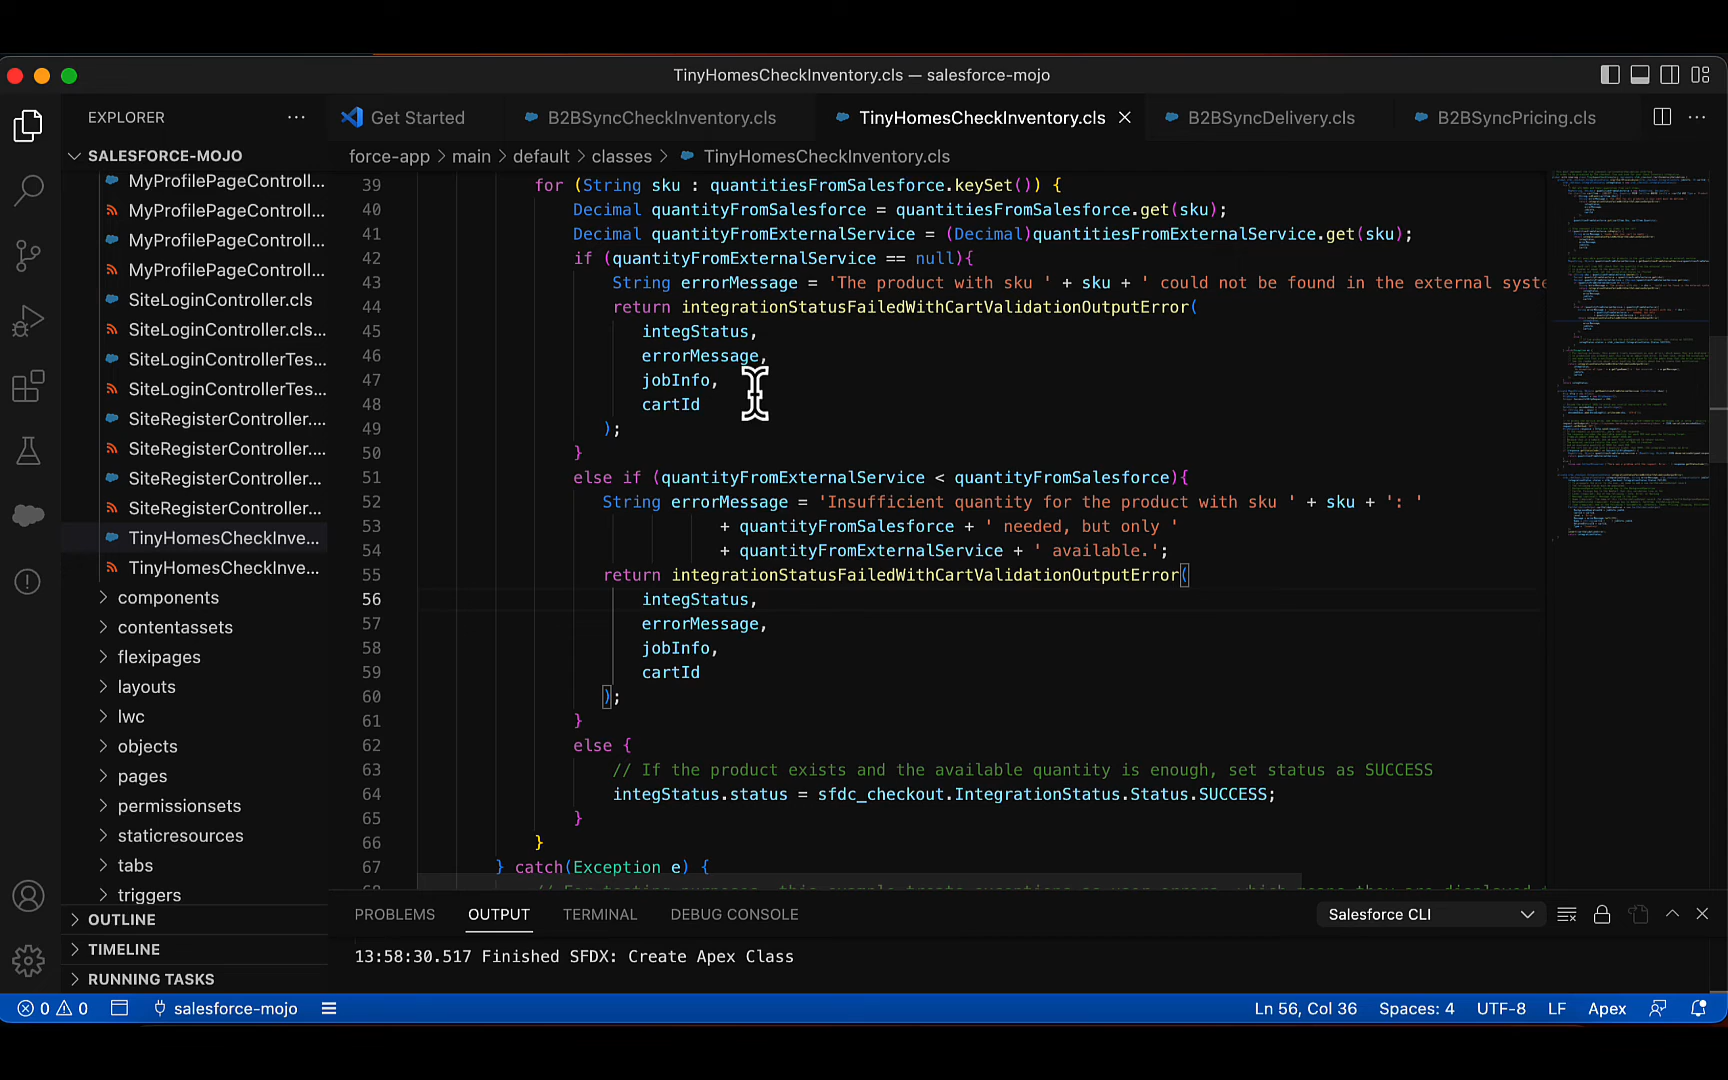 TinyHomesCheckInventory.cls — salesforce-mojo
EXPLORER
Get Started
B2BSyncCheckInventory.cls
TinyHomesCheckInventory.cls
B2BSyncDelivery.cls
B2BSyncPricing.cls
force-app > main > default > classes > TinyHomesCheckInventory.cls
SALESFORCE-MOJO
MyProfilePageControll...
MyProfilePageControll...
MyProfilePageControll...
MyProfilePageControll...
SiteLoginController.cls
SiteLoginController.cls...
SiteLoginControllerTes...
SiteLoginControllerTes...
SiteRegisterController....
SiteRegisterController....
SiteRegisterController...
SiteRegisterController...
TinyHomesCheckInve...
TinyHomesCheckInve...
components
contentassets
flexipages
layouts
lwc
objects
pages
permissionsets
staticresources
tabs
triggers
OUTLINE
TIMELINE
RUNNING TASKS
39 for (String sku : quantitiesFromSalesforce.keySet()) {
40 Decimal quantityFromSalesforce = quantitiesFromSalesforce.get(sku);
41 Decimal quantityFromExternalService = (Decimal)quantitiesFromExternalService.get(sku);
42 if (quantityFromExternalService == null){
43 String errorMessage = 'The product with sku ' + sku + ' could not be found in the external syste
44 return integrationStatusFailedWithCartValidationOutputError(
45 integStatus,
46 errorMessage,
47 jobInfo,
48 cartId
49 );
50 }
51 else if (quantityFromExternalService < quantityFromSalesforce){
52 String errorMessage = 'Insufficient quantity for the product with sku ' + sku + ': '
53 + quantityFromSalesforce + ' needed, but only '
54 + quantityFromExternalService + ' available.';
55 return integrationStatusFailedWithCartValidationOutputError(
56 integStatus,
57 errorMessage,
58 jobInfo,
59 cartId
60 );
61 }
62 else {
63 // If the product exists and the available quantity is enough, set status as SUCCESS
64 integStatus.status = sfdc_checkout.IntegrationStatus.Status.SUCCESS;
65 }
66 }
67 } catch(Exception e) {
PROBLEMS
OUTPUT
TERMINAL
DEBUG CONSOLE
Salesforce CLI
13:58:30.517 Finished SFDX: Create Apex Class
0 0
salesforce-mojo
Ln 56, Col 36
Spaces: 4
UTF-8
LF
Apex